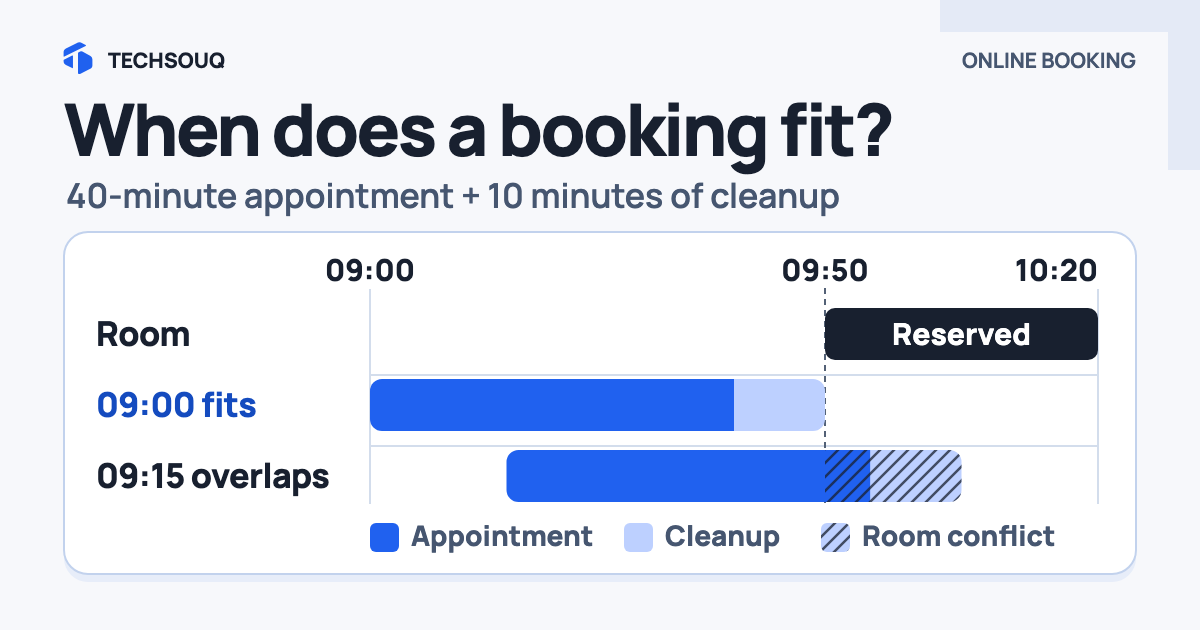 TECHSOUQ
ONLINE BOOKING
When does a booking fit?
40-minute appointment + 10 minutes of cleanup
09:00 09:50 10:20
Room Reserved
09:00 fits
09:15 overlaps
Appointment Cleanup Room conflict